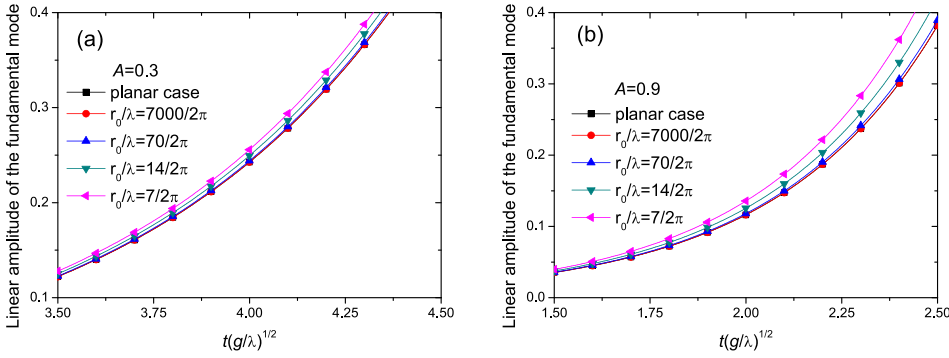 Linear amplitude of the fundamental mode
0.4
0.3
0.2
0.1
(a)
A=0.3
planar case
r₀/λ=7000/2π
r₀/λ=70/2π
r₀/λ=14/2π
r₀/λ=7/2π
3.50 3.75 4.00 4.25 4.50
t(g/λ)^1/2
Linear amplitude of the fundamental mode
0.4
0.3
0.2
0.1
0.0
(b)
A=0.9
planar case
r₀/λ=7000/2π
r₀/λ=70/2π
r₀/λ=14/2π
r₀/λ=7/2π
1.50 1.75 2.00 2.25 2.50
t(g/λ)^1/2